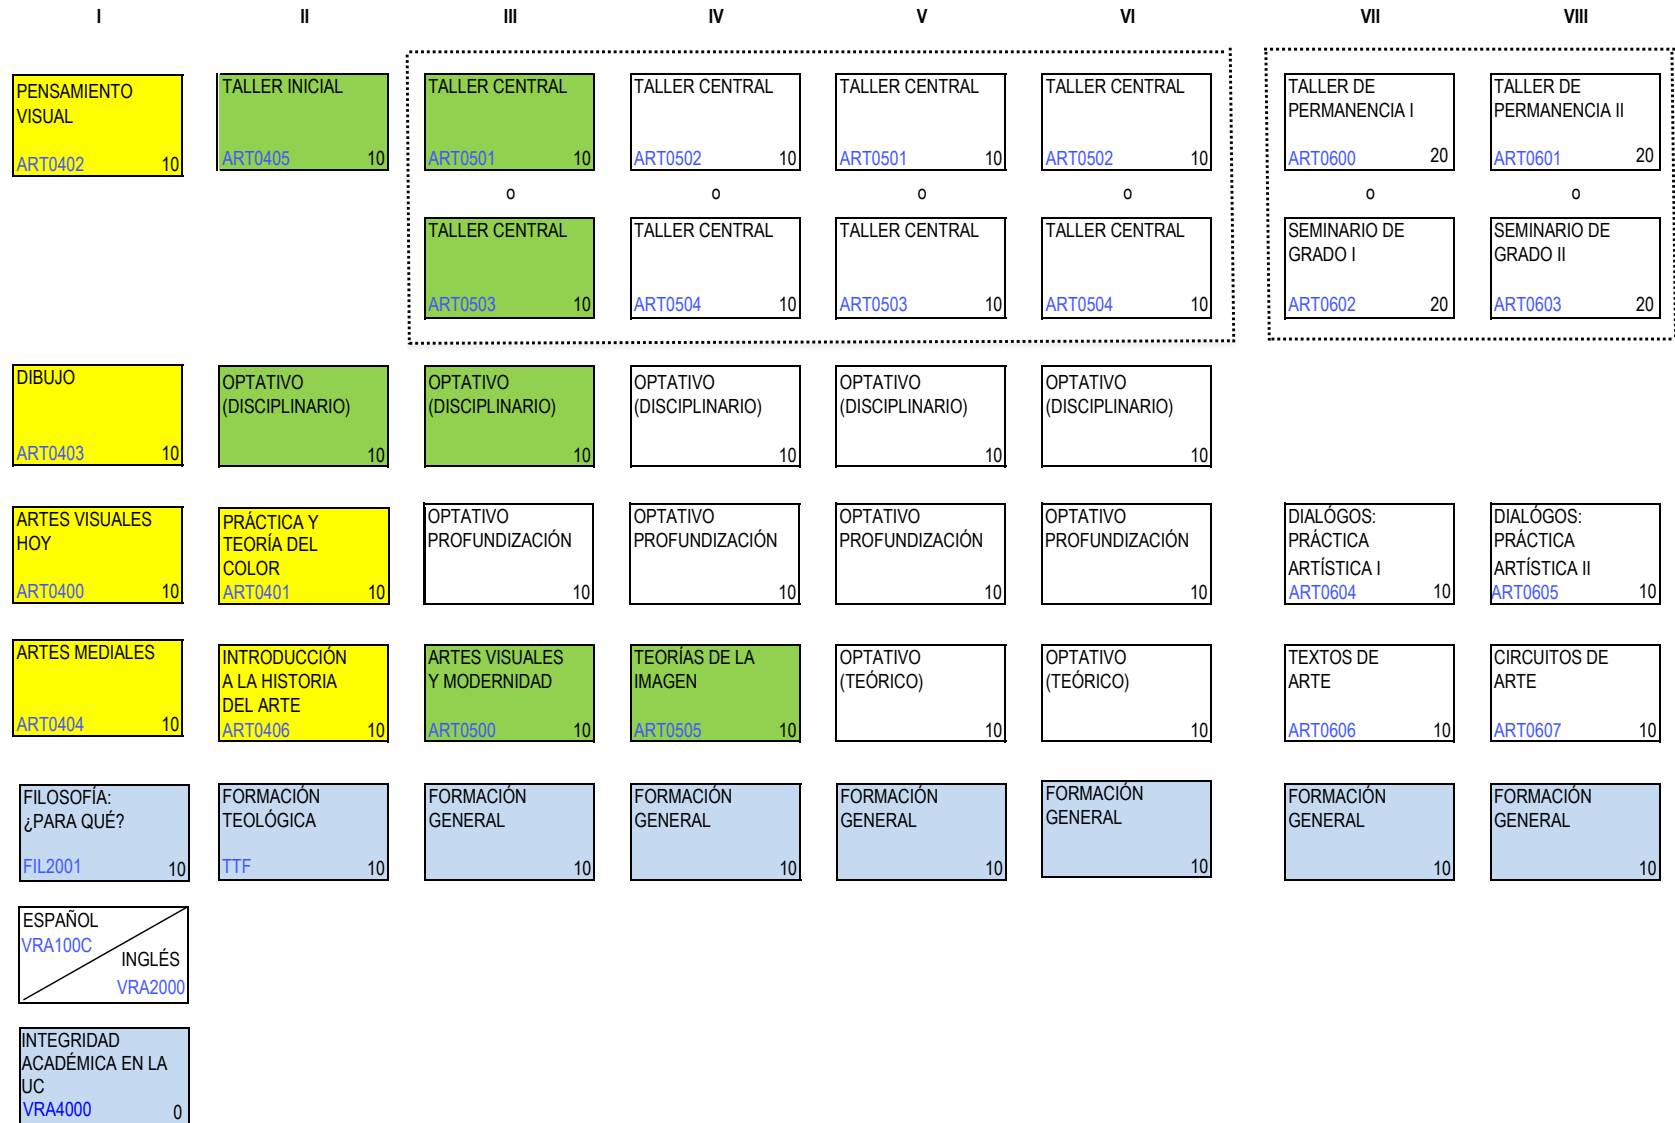 I II III IV V VI VII VIII
PENSAMIENTO
VISUAL
ART0402 10
TALLER INICIAL
ART0405 10
TALLER CENTRAL
ART0501 10
TALLER CENTRAL
ART0502 10
TALLER CENTRAL
ART0501 10
TALLER CENTRAL
ART0502 10
TALLER DE
PERMANENCIA I
ART0600 20
TALLER DE
PERMANENCIA II
ART0601 20
o o o o o o
TALLER CENTRAL
ART0503 10
TALLER CENTRAL
ART0504 10
TALLER CENTRAL
ART0503 10
TALLER CENTRAL
ART0504 10
SEMINARIO DE
GRADO I
ART0602 20
SEMINARIO DE
GRADO II
ART0603 20
DIBUJO
ART0403 10
OPTATIVO
(DISCIPLINARIO)
10
OPTATIVO
(DISCIPLINARIO)
10
OPTATIVO
(DISCIPLINARIO)
10
OPTATIVO
(DISCIPLINARIO)
10
OPTATIVO
(DISCIPLINARIO)
10
ARTES VISUALES
HOY
ART0400 10
PRÁCTICA Y
TEORÍA DEL
COLOR
ART0401 10
OPTATIVO
PROFUNDIZACIÓN
10
OPTATIVO
PROFUNDIZACIÓN
10
OPTATIVO
PROFUNDIZACIÓN
10
OPTATIVO
PROFUNDIZACIÓN
10
DIALÓGOS:
PRÁCTICA
ARTÍSTICA I
ART0604 10
DIALÓGOS:
PRÁCTICA
ARTÍSTICA II
ART0605 10
ARTES MEDIALES
ART0404 10
INTRODUCCIÓN
A LA HISTORIA
DEL ARTE
ART0406 10
ARTES VISUALES
Y MODERNIDAD
ART0500 10
TEORÍAS DE LA
IMAGEN
ART0505 10
OPTATIVO
(TEÓRICO)
10
OPTATIVO
(TEÓRICO)
10
TEXTOS DE
ARTE
ART0606 10
CIRCUITOS DE
ARTE
ART0607 10
FILOSOFÍA:
¿PARA QUÉ?
FIL2001 10
FORMACIÓN
TEOLÓGICA
TTF 10
FORMACIÓN
GENERAL
10
FORMACIÓN
GENERAL
10
FORMACIÓN
GENERAL
10
FORMACIÓN
GENERAL
10
FORMACIÓN
GENERAL
10
FORMACIÓN
GENERAL
10
ESPAÑOL
VRA100C
INGLÉS
VRA2000
INTEGRIDAD
ACADÉMICA EN LA
UC
VRA4000 0